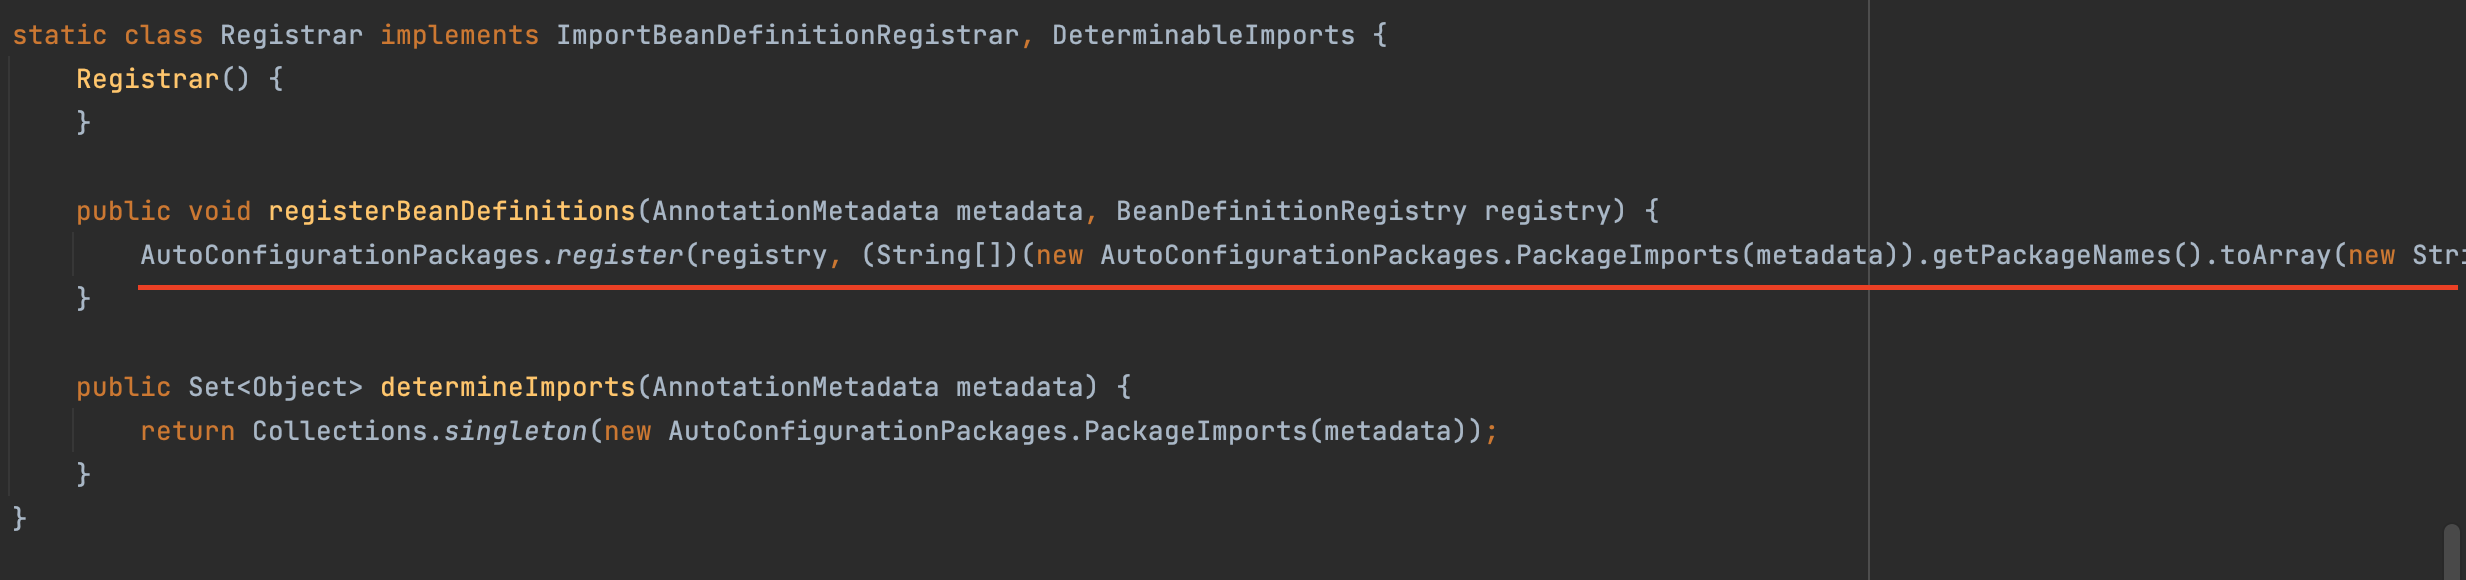 static class Registrar implements ImportBeanDefinitionRegistrar, DeterminableImports {
Registrar() {
}
public void registerBeanDefinitions(AnnotationMetadata metadata, BeanDefinitionRegistry registry) {
AutoConfigurationPackages.register(registry, (String[])(new AutoConfigurationPackages.PackageImports(metadata)).getPackageNames().toArray(new Stri
}
public Set<Object> determineImports(AnnotationMetadata metadata) {
return Collections.singleton(new AutoConfigurationPackages.PackageImports(metadata));
}
}